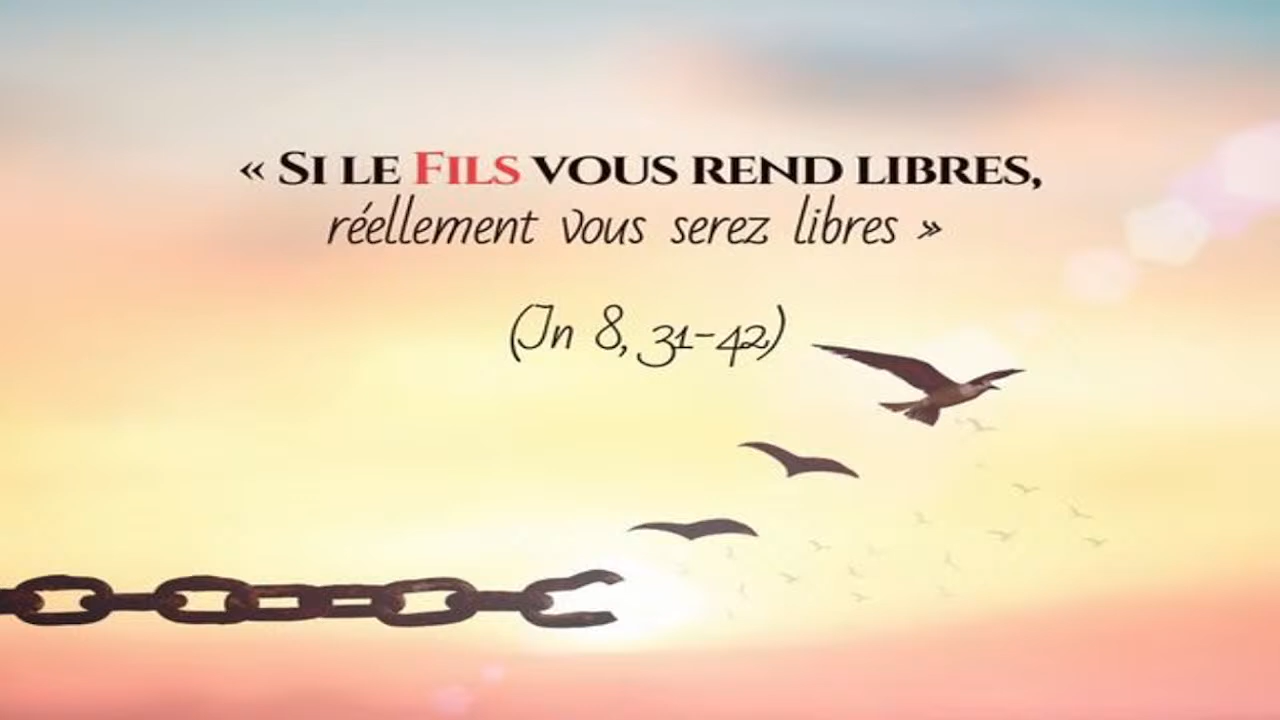 « Si le Fils vous rend libres,
réellement vous serez libres »
(Jn 8, 31-42)